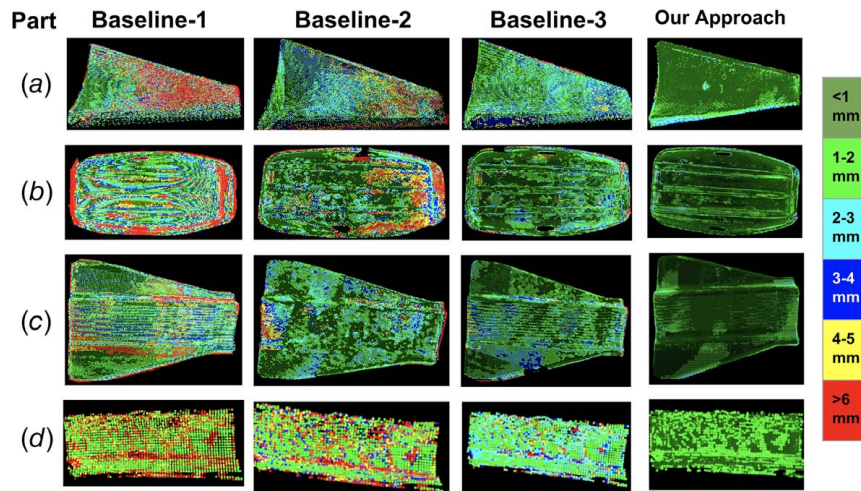 Part Baseline-1 Baseline-2 Baseline-3 Our Approach
(a)
(b)
(c)
(d)
<1
mm
1-2
mm
2-3
mm
3-4
mm
4-5
mm
>6
mm